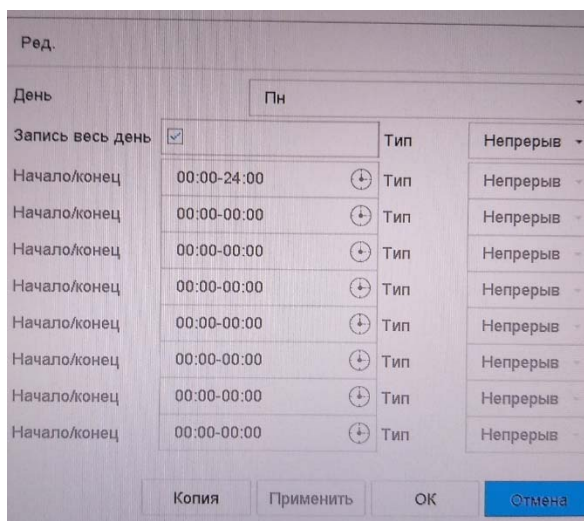 Ред.
День Пн
Запись весь день Тип Непрерыв
Начало/конец 00:00-24:00 Тип Непрерыв
Начало/конец 00:00-00:00 Тип Непрерыв
Начало/конец 00:00-00:00 Тип Непрерыв
Начало/конец 00:00-00:00 Тип Непрерыв
Начало/конец 00:00-00:00 Тип Непрерыв
Начало/конец 00:00-00:00 Тип Непрерыв
Начало/конец 00:00-00:00 Тип Непрерыв
Начало/конец 00:00-00:00 Тип Непрерыв
Копия Применить ОК Отмена